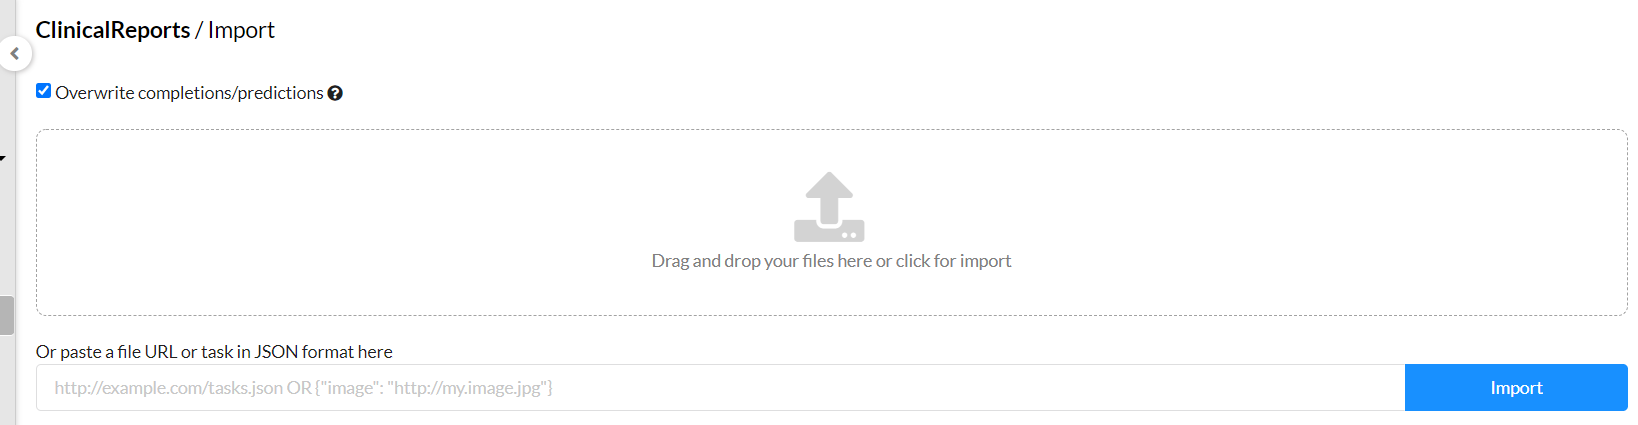 ClinicalReports / Import
Overwrite completions/predictions ?
Drag and drop your files here or click for import
Or paste a file URL or task in JSON format here
http://example.com/tasks.json OR {"image": "http://my.image.jpg"}
Import